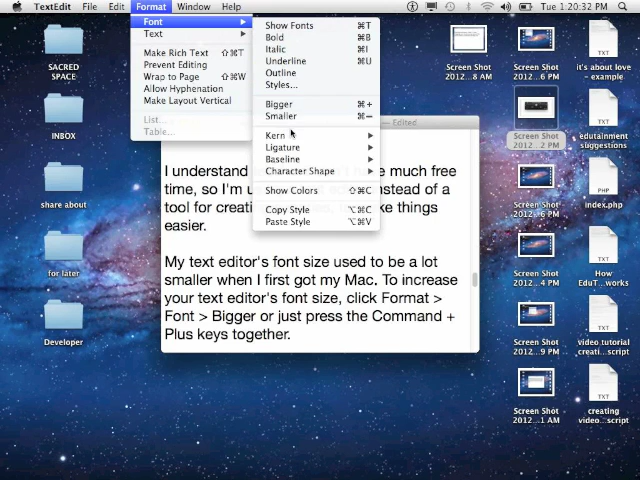 TextEdit File Edit Format Window Help Tue 1:20:32 PM
Font
Text
Make Rich Text ⇧⌘T
Prevent Editing
Wrap to Page ⇧⌘W
Allow Hyphenation
Make Layout Vertical
List...
Table...
Show Fonts ⌘T
Bold ⌘B
Italic ⌘I
Underline ⌘U
Outline
Styles...
Bigger ⌘+
Smaller ⌘−
Kern
Ligature
Baseline
Character Shape
Show Colors ⇧⌘C
Copy Style ⌥⌘C
Paste Style ⌥⌘V
— Edited
I understand
much free
time, so I'm
instead of a
tool for
things
easier.
My text editor's font size used to be a lot
smaller when I first got my Mac. To increase
your text editor's font size, click Format >
Font > Bigger or just press the Command +
Plus keys together.
SACRED
SPACE
INBOX
share about
for later
Developer
Screen Shot
2012...8 AM
Screen Shot
2012...6 PM
Screen Shot
2012...2 PM
Screen Shot
2012...6 PM
Screen Shot
2012...4 PM
Screen Shot
2012...9 PM
Screen Shot
2012...1 AM
TXT
it's about love
- example
TXT
edutainment
suggestions
PHP
index.php
TXT
How
EduT...works
TXT
video tutorial
creati...script
TXT
creating
video...script